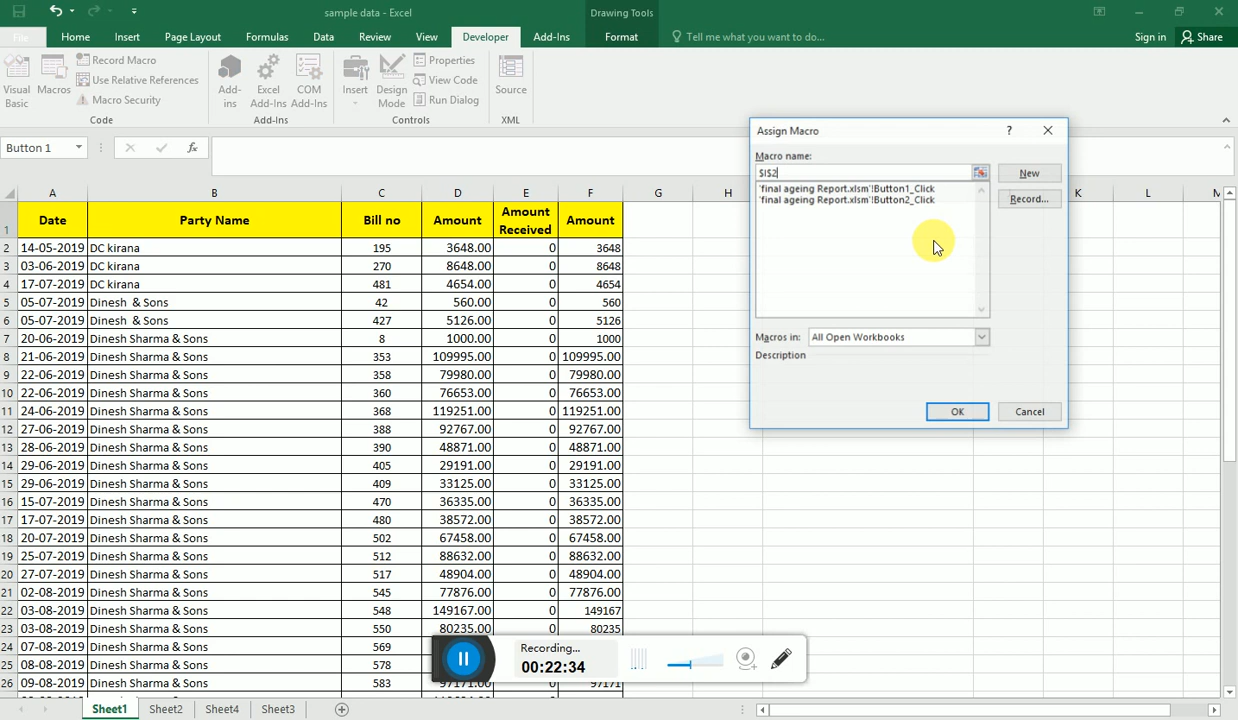 sample data - Excel
Drawing Tools
File Home Insert Page Layout Formulas Data Review View Developer Add-Ins Format Tell me what you want to do... Sign in Share
Visual Basic
Macros
Record Macro
Use Relative References
Macro Security
Code
Add-ins
Excel Add-Ins
COM Add-Ins
Add-Ins
Insert
Design Mode
Properties
View Code
Run Dialog
Controls
Source
XML
Button 1
fx
A B C D E F G H K L M
1 Date Party Name Bill no Amount Amount Received Amount
2 14-05-2019 DC kirana 195 3648.00 0 3648
3 03-06-2019 DC kirana 270 8648.00 0 8648
4 17-07-2019 DC kirana 481 4654.00 0 4654
5 05-07-2019 Dinesh & Sons 42 560.00 0 560
6 05-07-2019 Dinesh & Sons 427 5126.00 0 5126
7 20-06-2019 Dinesh Sharma & Sons 8 1000.00 0 1000
8 21-06-2019 Dinesh Sharma & Sons 353 109995.00 0 109995.00
9 22-06-2019 Dinesh Sharma & Sons 358 79980.00 0 79980.00
10 22-06-2019 Dinesh Sharma & Sons 360 76653.00 0 76653.00
11 24-06-2019 Dinesh Sharma & Sons 368 119251.00 0 119251.00
12 27-06-2019 Dinesh Sharma & Sons 388 92767.00 0 92767.00
13 28-06-2019 Dinesh Sharma & Sons 390 48871.00 0 48871.00
14 29-06-2019 Dinesh Sharma & Sons 405 29191.00 0 29191.00
15 29-06-2019 Dinesh Sharma & Sons 409 33125.00 0 33125.00
16 15-07-2019 Dinesh Sharma & Sons 470 36335.00 0 36335.00
17 17-07-2019 Dinesh Sharma & Sons 480 38572.00 0 38572.00
18 20-07-2019 Dinesh Sharma & Sons 502 67458.00 0 67458.00
19 25-07-2019 Dinesh Sharma & Sons 512 88632.00 0 88632.00
20 27-07-2019 Dinesh Sharma & Sons 517 48904.00 0 48904.00
21 02-08-2019 Dinesh Sharma & Sons 545 77876.00 0 77876.00
22 03-08-2019 Dinesh Sharma & Sons 548 149167.00 0 149167
23 03-08-2019 Dinesh Sharma & Sons 550 80235.00 0 80235
24 07-08-2019 Dinesh Sharma & Sons 569
25 08-08-2019 Dinesh Sharma & Sons 578
26 09-08-2019 Dinesh Sharma & Sons 583 97171.00 0 97171
Assign Macro
?
Macro name:
$I$2
'final ageing Report.xlsm'!Button1_Click
'final ageing Report.xlsm'!Button2_Click
New
Record...
Macros in: All Open Workbooks
Description
OK Cancel
Recording...
00:22:34
Sheet1 Sheet2 Sheet4 Sheet3